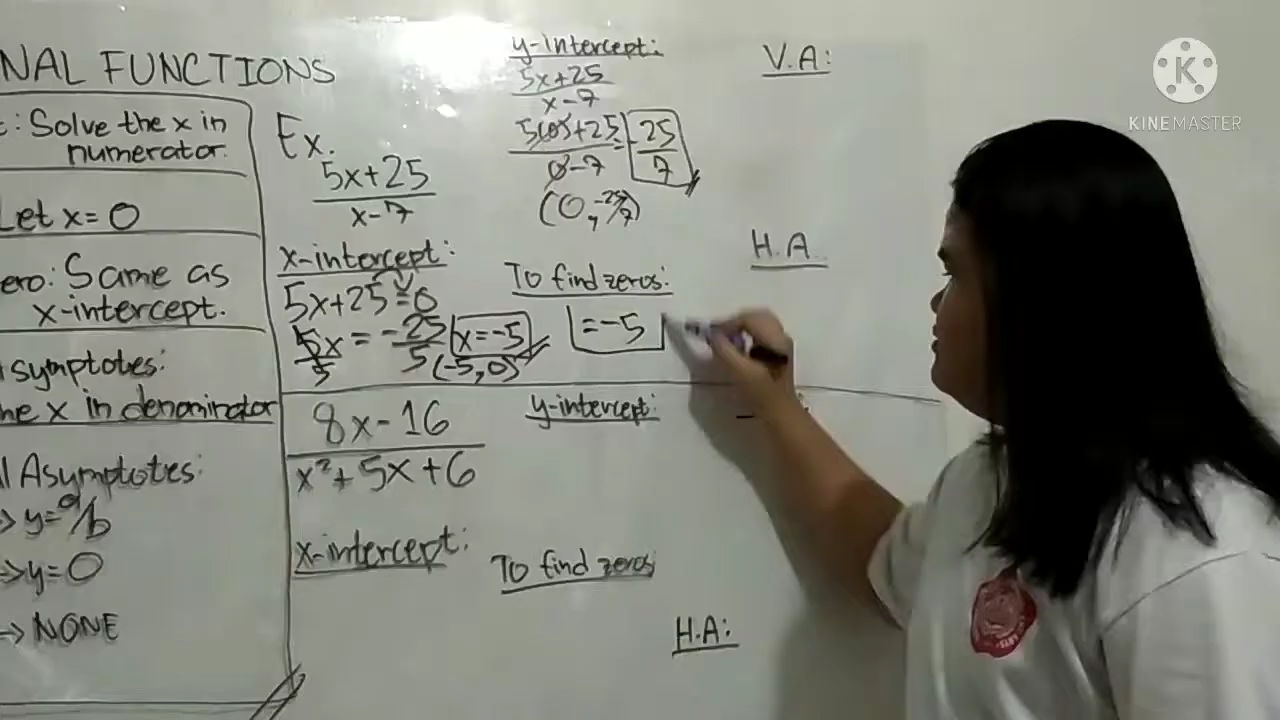 NAL FUNCTIONS
: Solve the x in
numerator.
Let x = 0
ero: Same as
x-intercept.
symptotes:
he x in denominator
l Asymptotes:
→ y = a/b
→ y = 0
→ NONE
Ex.
5x+25
x-7
x-intercept:
5x+25 = 0
5x = -25
5 5
x = -5
(-5, 0)
y-intercept:
5x+25
x-7
5(0)+25 = -25
0-7 7
(0, -25/7)
To find zeros:
= -5
V.A:
H.A.
8x - 16
x² + 5x + 6
x-intercept:
y-intercept:
To find zeros
H.A:
KINEMASTER